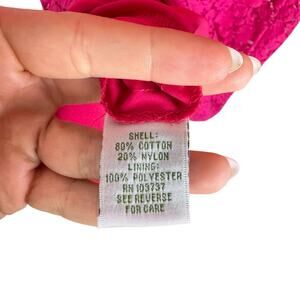 SHELL:
80% COTTON
20% NYLON
LINING:
100% POLYESTER
RN 103737
SEE REVERSE
FOR CARE